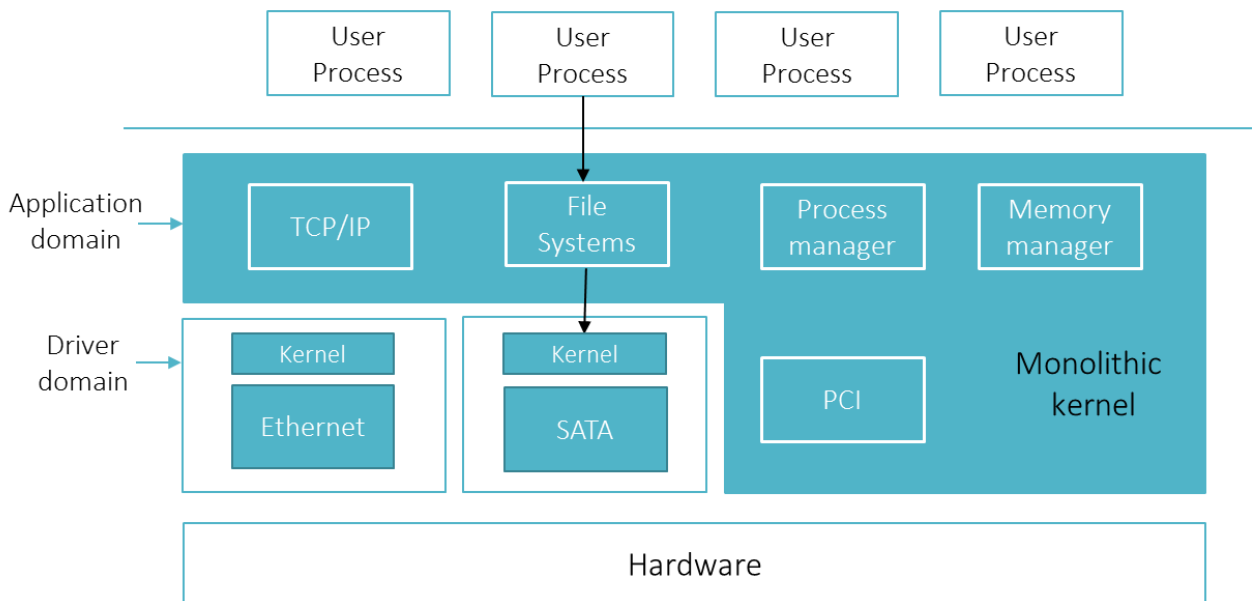 User
Process
User
Process
User
Process
User
Process
Application
domain
TCP/IP
File
Systems
Process
manager
Memory
manager
Driver
domain
Kernel
Ethernet
Kernel
SATA
PCI
Monolithic
kernel
Hardware